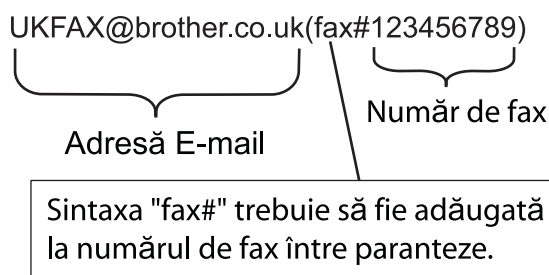 UKFAX@brother.co.uk(fax#123456789)
Număr de fax
Adresă E-mail
Sintaxa "fax#" trebuie să fie adăugată
la numărul de fax între paranteze.